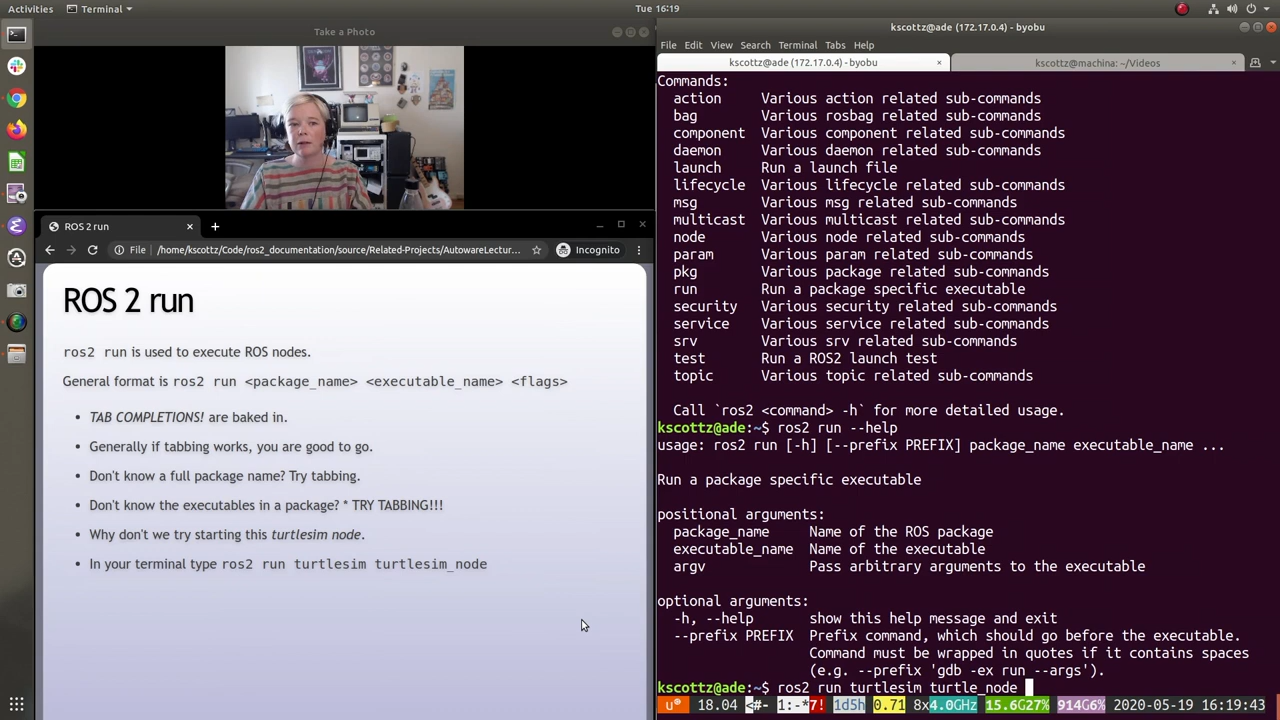 Activities
Terminal
Tue 16:19
Take a Photo
ROS 2 run
File
/home/kscottz/Code/ros2_documentation/source/Related-Projects/AutowareLectur...
Incognito
ROS 2 run
ros2 run is used to execute ROS nodes.
General format is ros2 run <package_name> <executable_name> <flags>
• TAB COMPLETIONS! are baked in.
• Generally if tabbing works, you are good to go.
• Don't know a full package name? Try tabbing.
• Don't know the executables in a package? * TRY TABBING!!!
• Why don't we try starting this turtlesim node.
• In your terminal type ros2 run turtlesim turtlesim_node
kscottz@ade (172.17.0.4) - byobu
File Edit View Search Terminal Tabs Help
kscottz@ade (172.17.0.4) - byobu
kscottz@machina: ~/Videos
Commands:
action Various action related sub-commands
bag Various rosbag related sub-commands
component Various component related sub-commands
daemon Various daemon related sub-commands
launch Run a launch file
lifecycle Various lifecycle related sub-commands
msg Various msg related sub-commands
multicast Various multicast related sub-commands
node Various node related sub-commands
param Various param related sub-commands
pkg Various package related sub-commands
run Run a package specific executable
security Various security related sub-commands
service Various service related sub-commands
srv Various srv related sub-commands
test Run a ROS2 launch test
topic Various topic related sub-commands
Call `ros2 <command> -h` for more detailed usage.
kscottz@ade:~$ ros2 run --help
usage: ros2 run [-h] [--prefix PREFIX] package_name executable_name ...
Run a package specific executable
positional arguments:
package_name Name of the ROS package
executable_name Name of the executable
argv Pass arbitrary arguments to the executable
optional arguments:
-h, --help show this help message and exit
--prefix PREFIX Prefix command, which should go before the executable.
Command must be wrapped in quotes if it contains spaces
(e.g. --prefix 'gdb -ex run --args').
kscottz@ade:~$ ros2 run turtlesim turtle_node
u 18.04 <#- 1:-*7! 1d5h 0.71 8x4.0GHz 15.6G27% 914G6% 2020-05-19 16:19:43